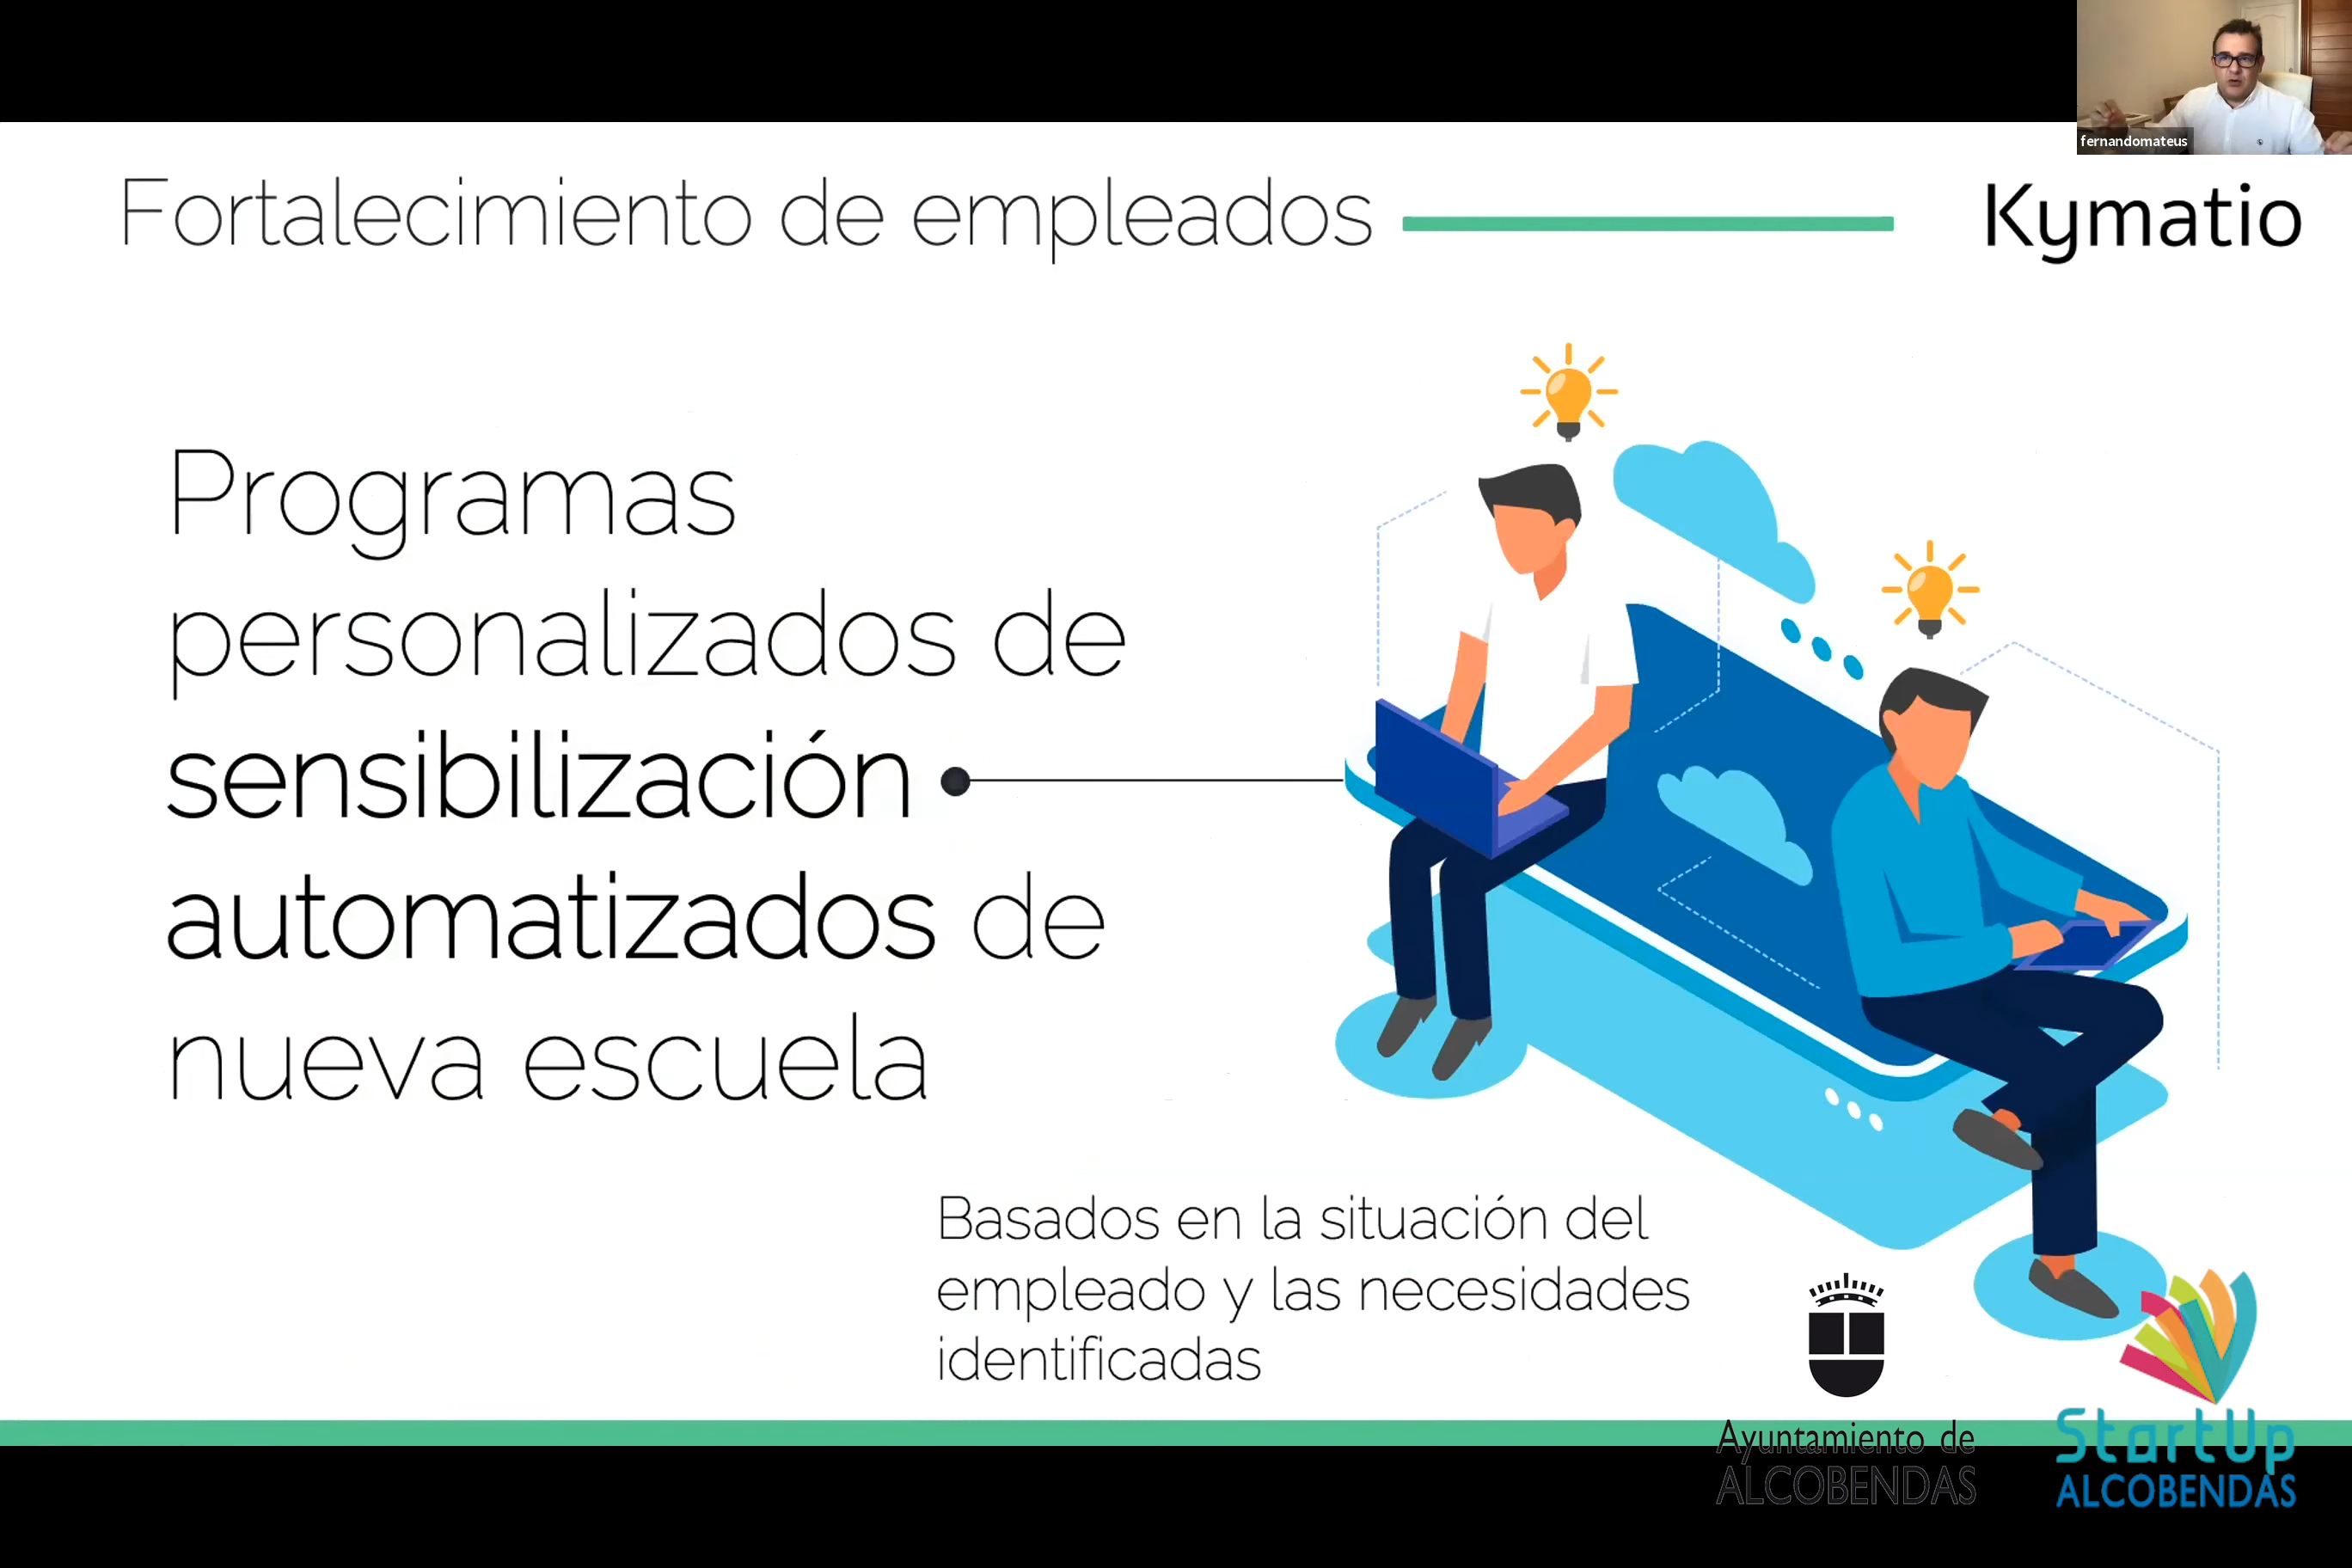 fernandomateus
Fortalecimiento de empleados
Kymatio
Programas
personalizados de
sensibilización
automatizados de
nueva escuela
Basados en la situación del
empleado y las necesidades
identificadas
Ayuntamiento de
ALCOBENDAS
StartUp
ALCOBENDAS